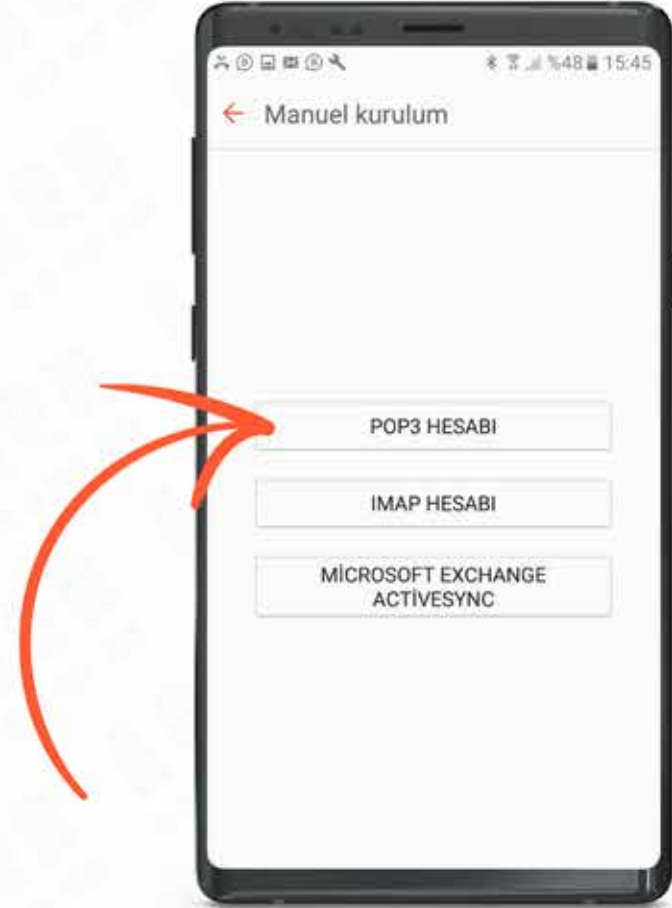 %48 15:45
Manuel kurulum
POP3 HESABI
IMAP HESABI
MİCROSOFT EXCHANGE
ACTİVESYNC